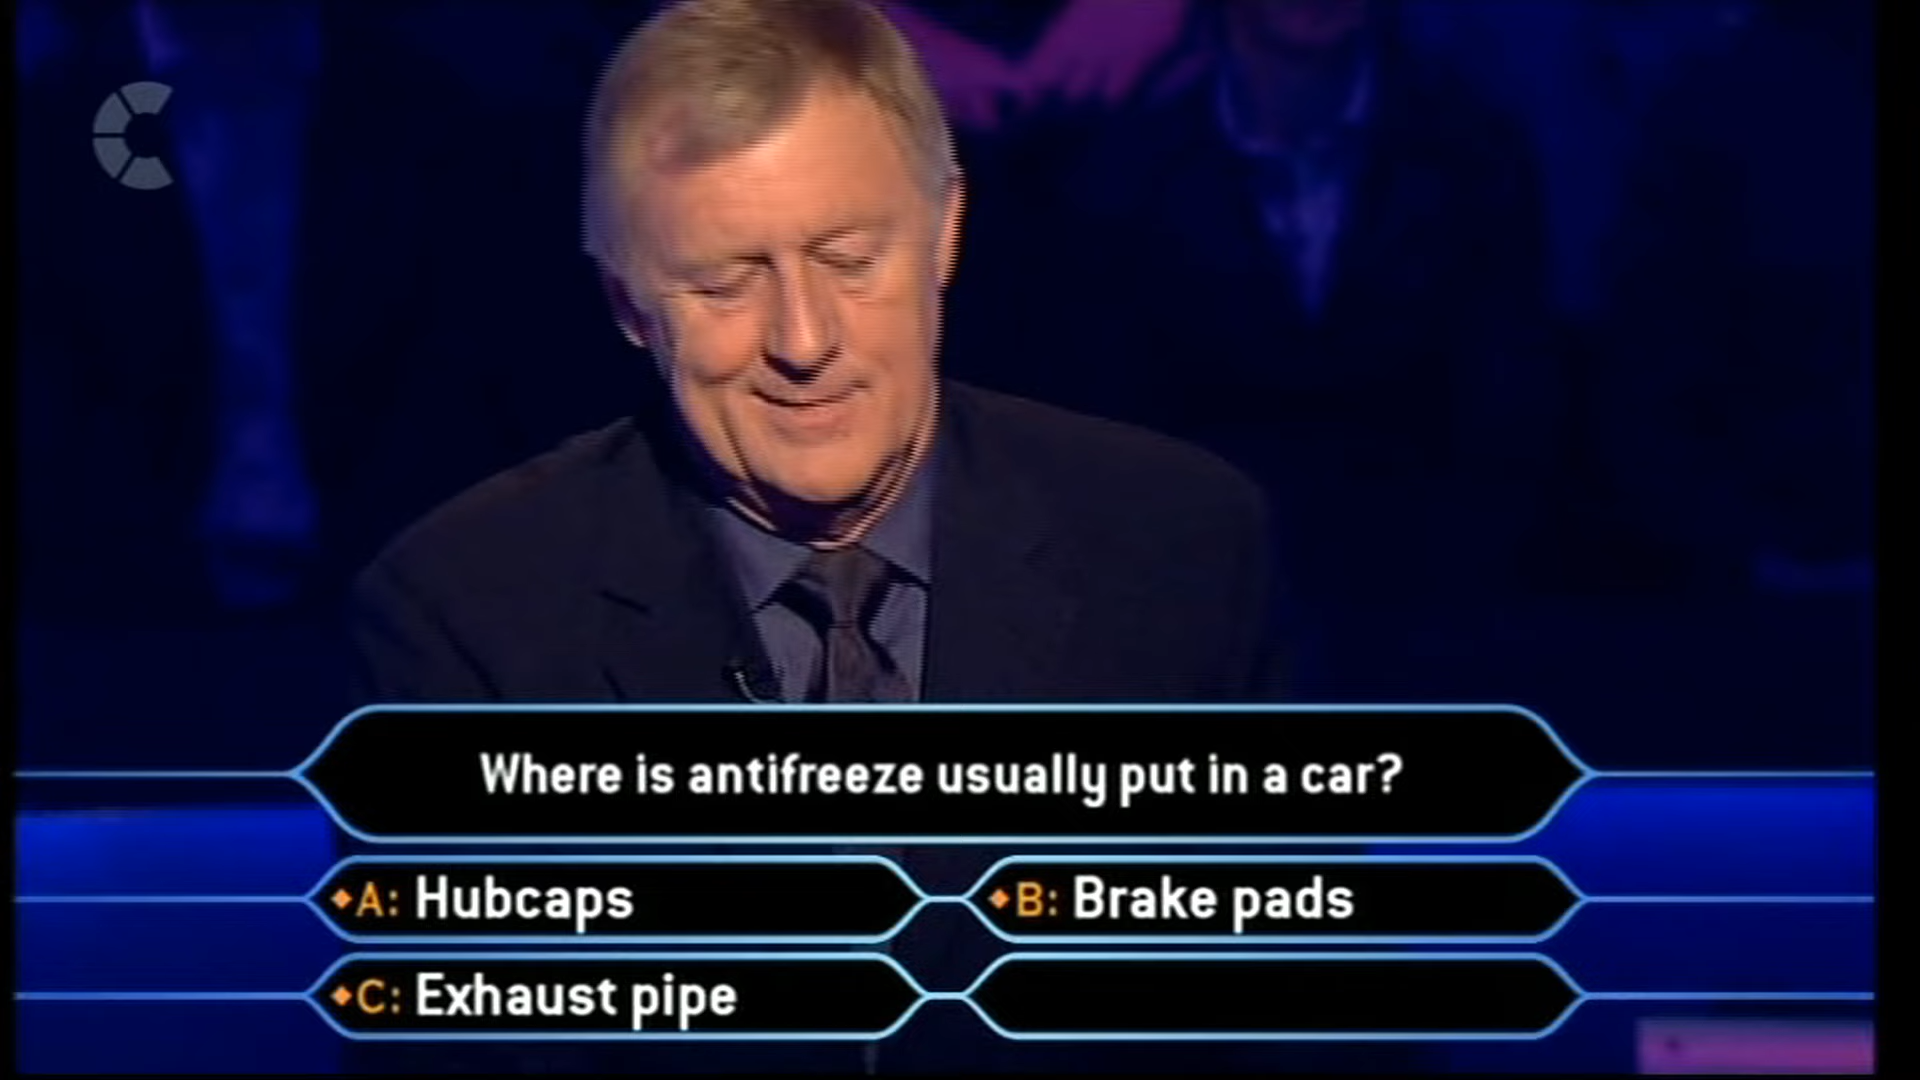 Where is antifreeze usually put in a car?
A: Hubcaps
B: Brake pads
C: Exhaust pipe